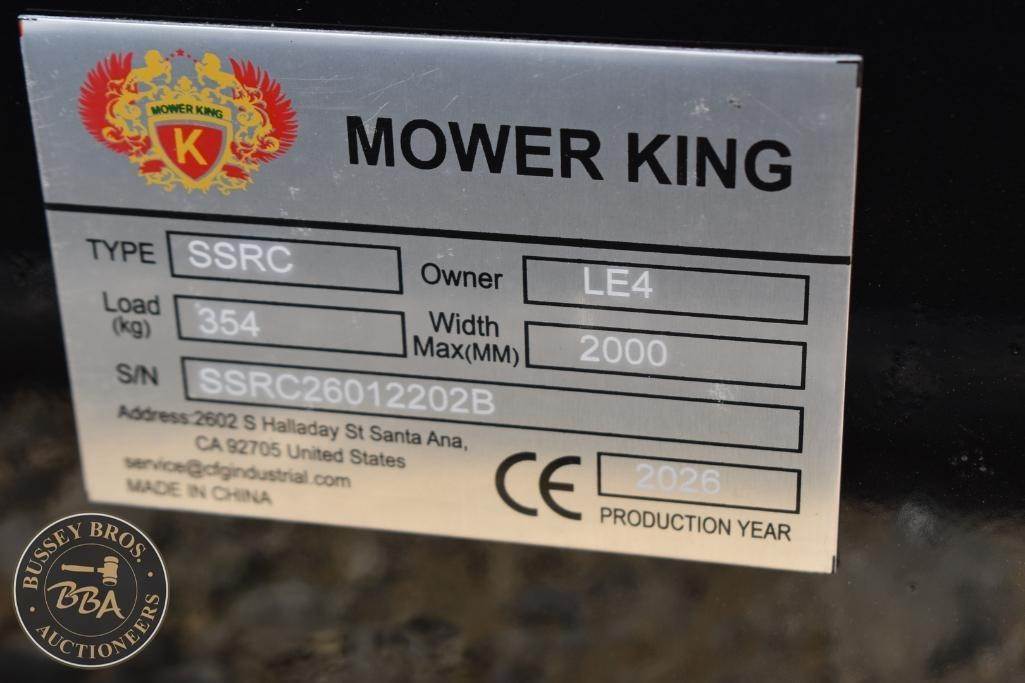 MOWER KING
K
MOWER KING
TYPE SSRC Owner LE4
Load (kg) 354 Width Max(MM) 2000
S/N SSRC26012202B
Address:2602 S Halladay St Santa Ana,
CA 92705 United States
service@cfgindustrial.com
MADE IN CHINA
CE 2026
PRODUCTION YEAR
BUSSEY BROS.
BBA
AUCTIONEERS